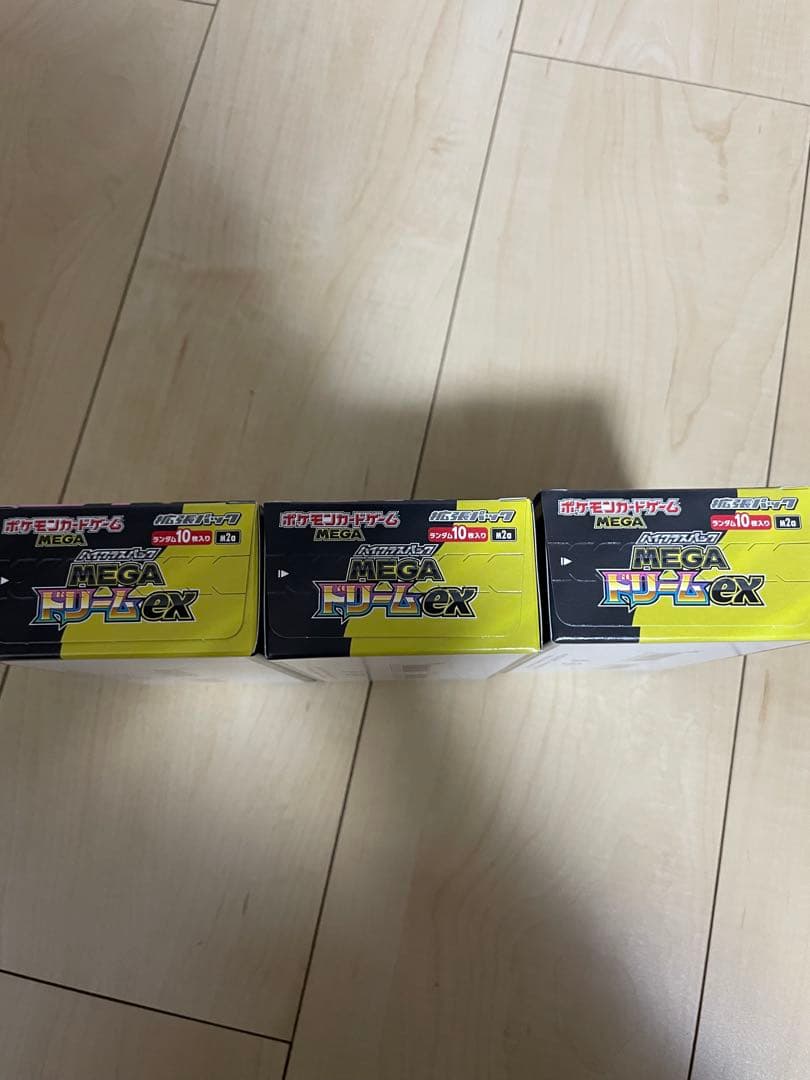 ポケモンカードゲーム
MEGA
拡張パック
ランダム10枚入り
M2a
ハイクラスパック
MEGA
ドリームex
ポケモンカードゲーム
MEGA
拡張パック
ランダム10枚入り
M2a
ハイクラスパック
MEGA
ドリームex
ポケモンカードゲーム
MEGA
拡張パック
ランダム10枚入り
M2a
ハイクラスパック
MEGA
ドリームex